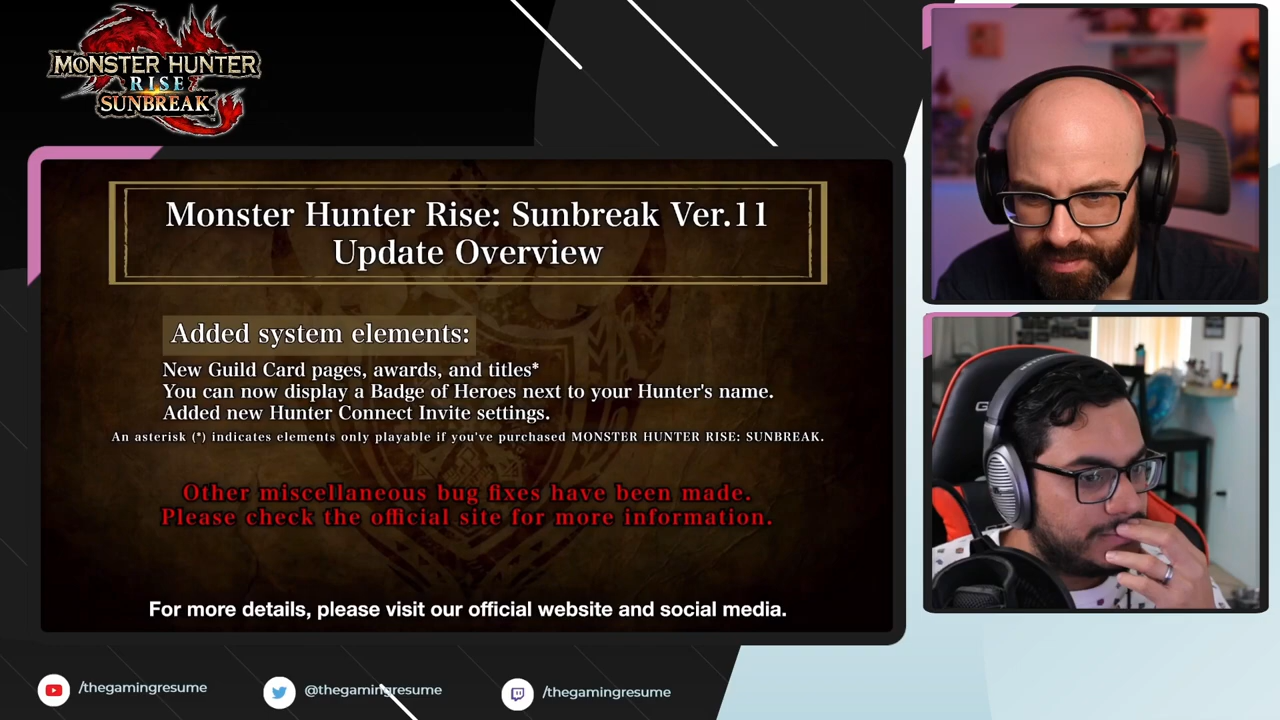 MONSTER HUNTER
RISE
SUNBREAK
Monster Hunter Rise: Sunbreak Ver.11
Update Overview
Added system elements:
New Guild Card pages, awards, and titles*
You can now display a Badge of Heroes next to your Hunter's name.
Added new Hunter Connect Invite settings.
An asterisk (*) indicates elements only playable if you've purchased MONSTER HUNTER RISE: SUNBREAK.
Other miscellaneous bug fixes have been made.
Please check the official site for more information.
For more details, please visit our official website and social media.
/thegamingresume
@thegamingresume
/thegamingresume